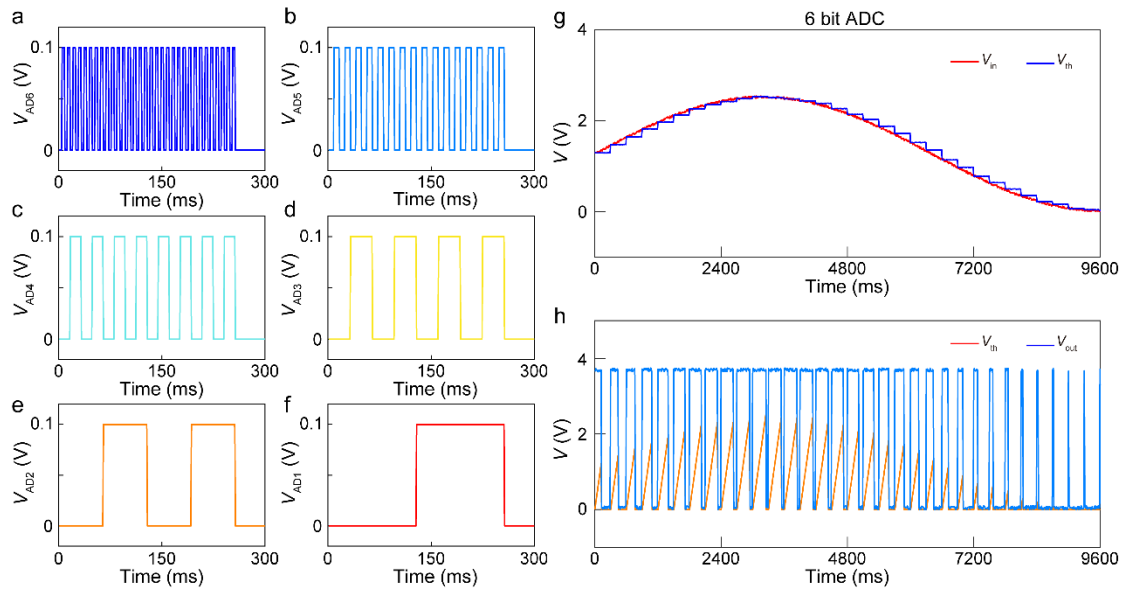 a
0.1
0
V_AD6 (V)
0 150 300
Time (ms)
b
0.1
0
V_AD5 (V)
0 150 300
Time (ms)
c
0.1
0
V_AD4 (V)
0 150 300
Time (ms)
d
0.1
0
V_AD3 (V)
0 150 300
Time (ms)
e
0.1
0
V_AD2 (V)
0 150 300
Time (ms)
f
0.1
0
V_AD1 (V)
0 150 300
Time (ms)
g
6 bit ADC
V_in V_th
4
2
0
V (V)
0 2400 4800 7200 9600
Time (ms)
h
V_th V_out
4
2
0
V (V)
0 2400 4800 7200 9600
Time (ms)